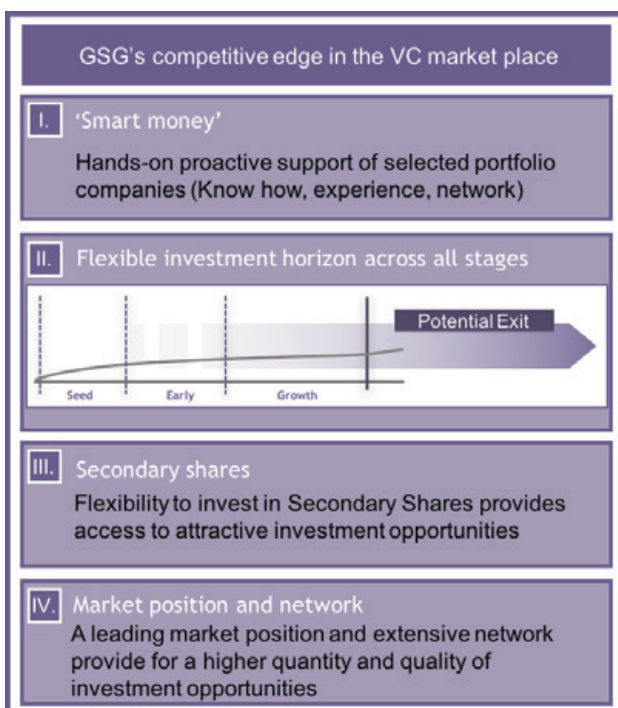 GSG's competitive edge in the VC market place
I. 'Smart money'
Hands-on proactive support of selected portfolio
companies (Know how, experience, network)
II. Flexible investment horizon across all stages
Potential Exit
Seed Early Growth
III. Secondary shares
Flexibility to invest in Secondary Shares provides
access to attractive investment opportunities
IV. Market position and network
A leading market position and extensive network
provide for a higher quantity and quality of
investment opportunities